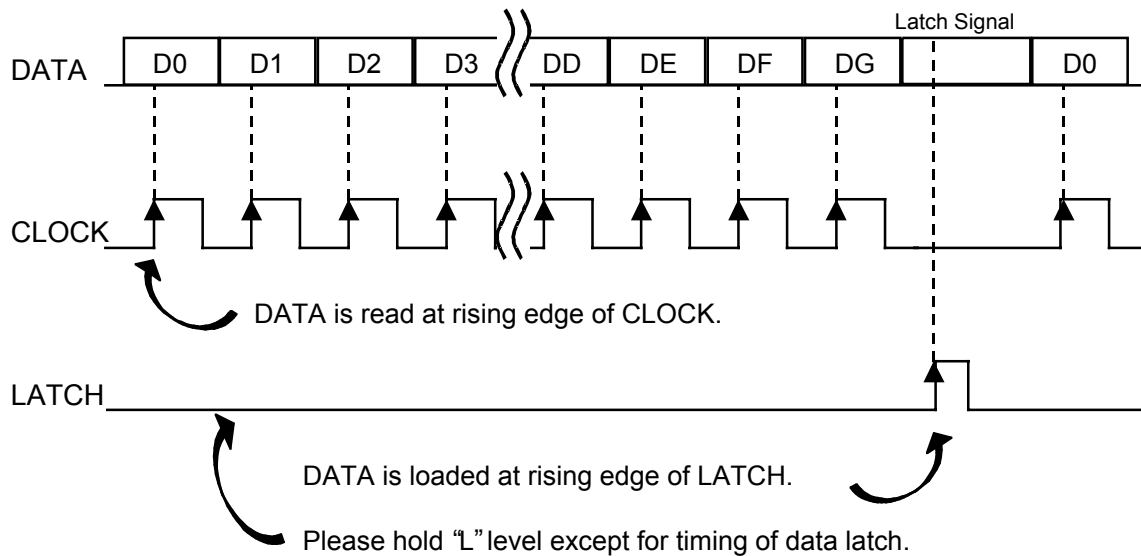 Latch Signal
DATA D0 D1 D2 D3 DD DE DF DG D0
CLOCK
DATA is read at rising edge of CLOCK.
LATCH
DATA is loaded at rising edge of LATCH.
Please hold “L” level except for timing of data latch.